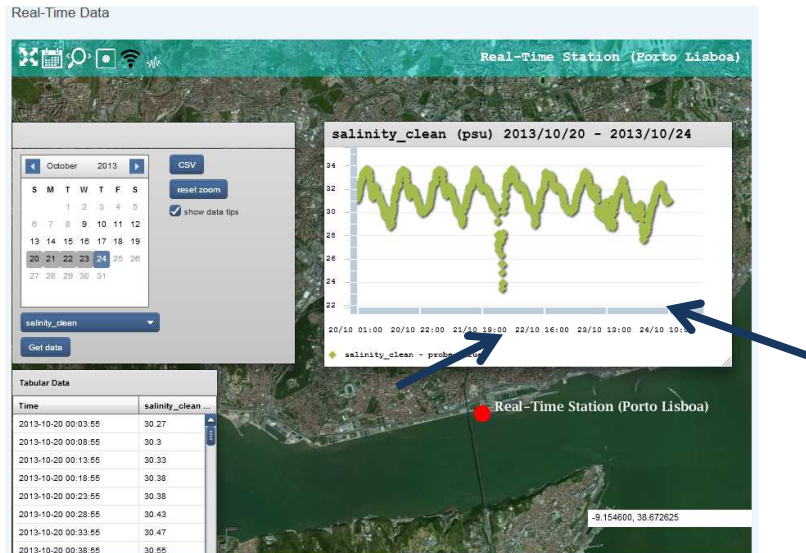 Real-Time Data
Real-Time Station (Porto Lisboa)
salinity_clean (psu) 2013/10/20 - 2013/10/24
October 2013
S M T W T F S
1 2 3 4 5
6 7 8 9 10 11 12
13 14 15 16 17 18 19
20 21 22 23 24 25 26
27 28 29 30 31
CSV
reset zoom
show data tips
salinity_clean
Get data
34
32
30
28
26
24
22
20/10 01:00 20/10 22:00 21/10 19:00 22/10 16:00 23/10 13:00 24/10
salinity_clean - probe
Tabular Data
Time salinity_clean ...
2013-10-20 00:03:55 30.27
2013-10-20 00:08:55 30.3
2013-10-20 00:13:55 30.33
2013-10-20 00:18:55 30.38
2013-10-20 00:23:55 30.38
2013-10-20 00:28:55 30.43
2013-10-20 00:33:55 30.47
2013-10-20 00:38:55 30.55
Real-Time Station (Porto Lisboa)
-9.154600, 38.672625